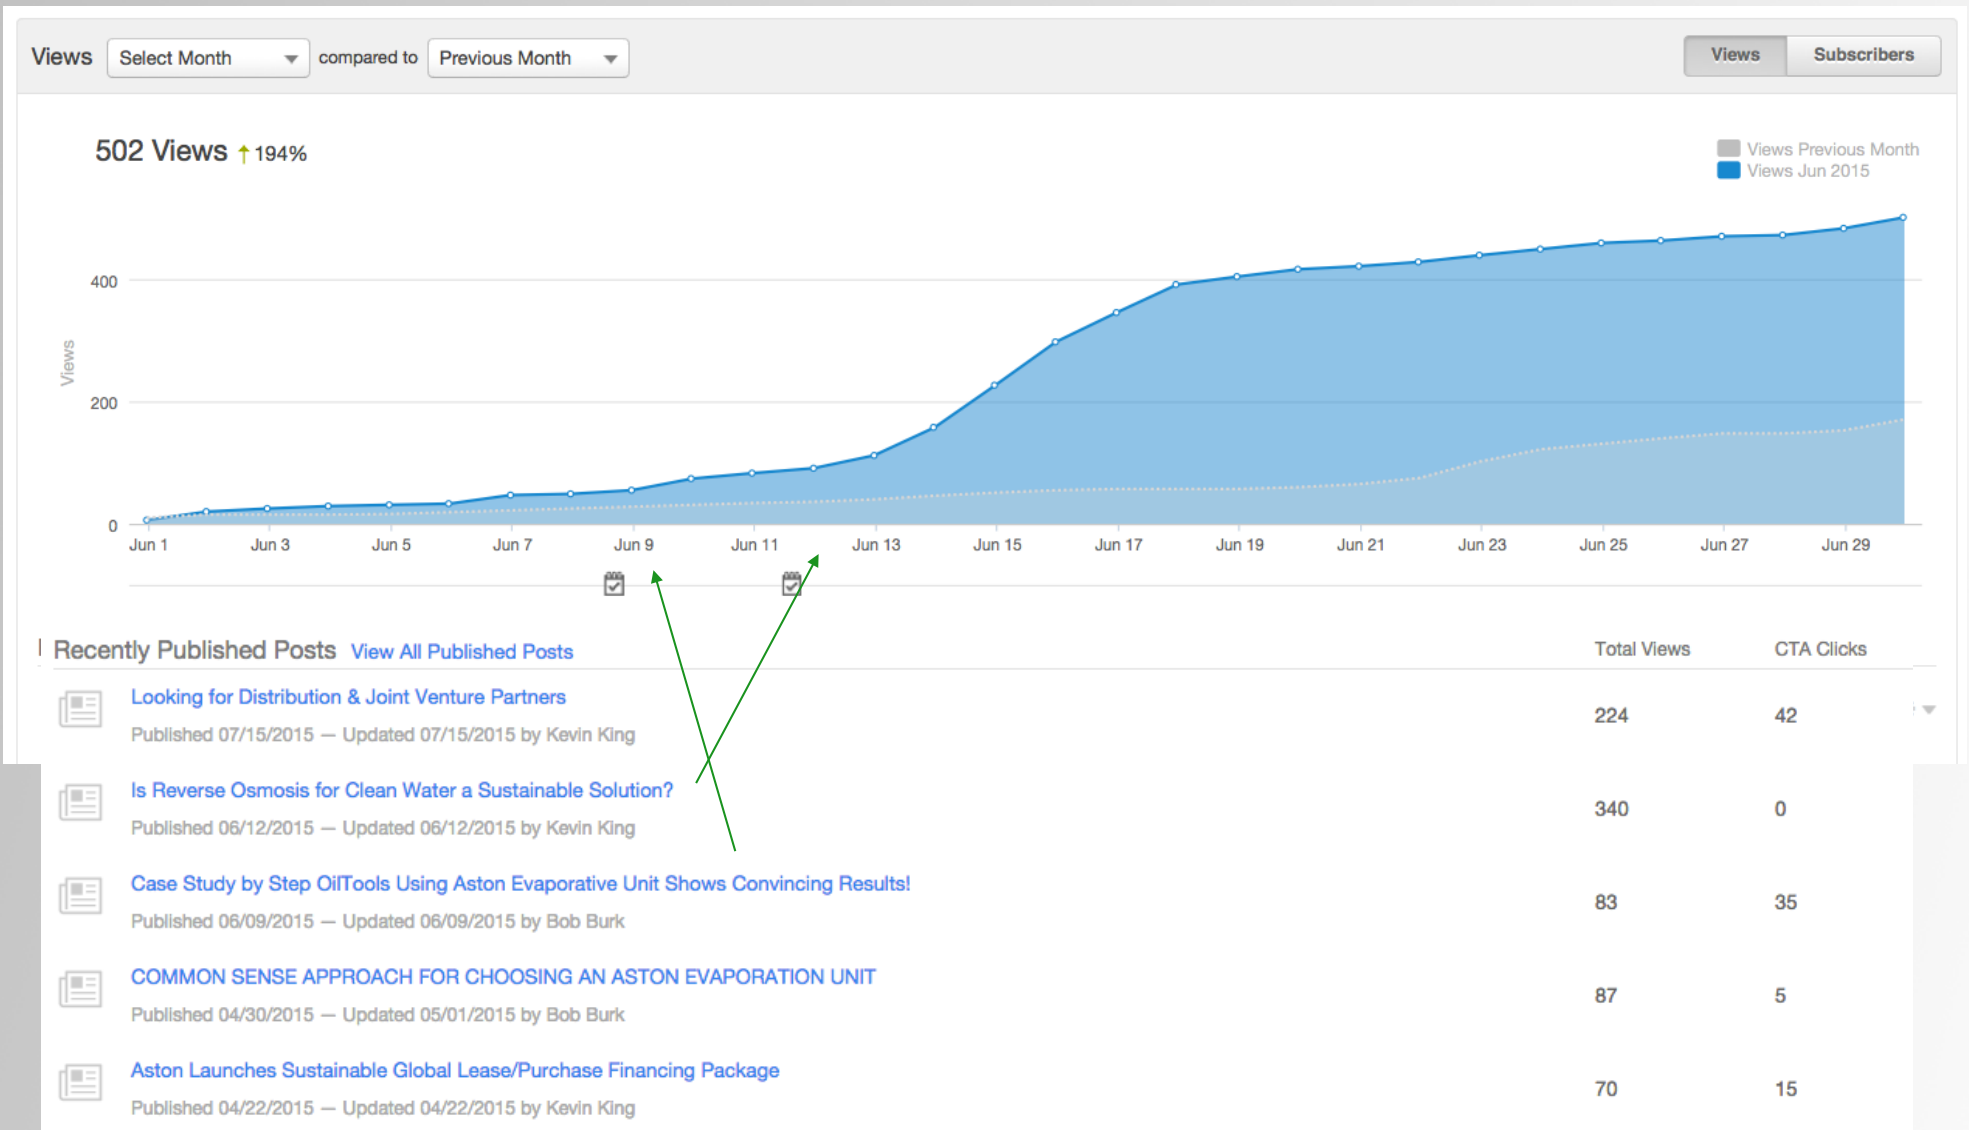 Views Select Month compared to Previous Month Views Subscribers
502 Views ↑ 194%
Views Previous Month
Views Jun 2015
Views
400
200
0
Jun 1 Jun 3 Jun 5 Jun 7 Jun 9 Jun 11 Jun 13 Jun 15 Jun 17 Jun 19 Jun 21 Jun 23 Jun 25 Jun 27 Jun 29
Recently Published Posts View All Published Posts Total Views CTA Clicks
Looking for Distribution & Joint Venture Partners
Published 07/15/2015 — Updated 07/15/2015 by Kevin King
224 42
Is Reverse Osmosis for Clean Water a Sustainable Solution?
Published 06/12/2015 — Updated 06/12/2015 by Kevin King
340 0
Case Study by Step OilTools Using Aston Evaporative Unit Shows Convincing Results!
Published 06/09/2015 — Updated 06/09/2015 by Bob Burk
83 35
COMMON SENSE APPROACH FOR CHOOSING AN ASTON EVAPORATION UNIT
Published 04/30/2015 — Updated 05/01/2015 by Bob Burk
87 5
Aston Launches Sustainable Global Lease/Purchase Financing Package
Published 04/22/2015 — Updated 04/22/2015 by Kevin King
70 15